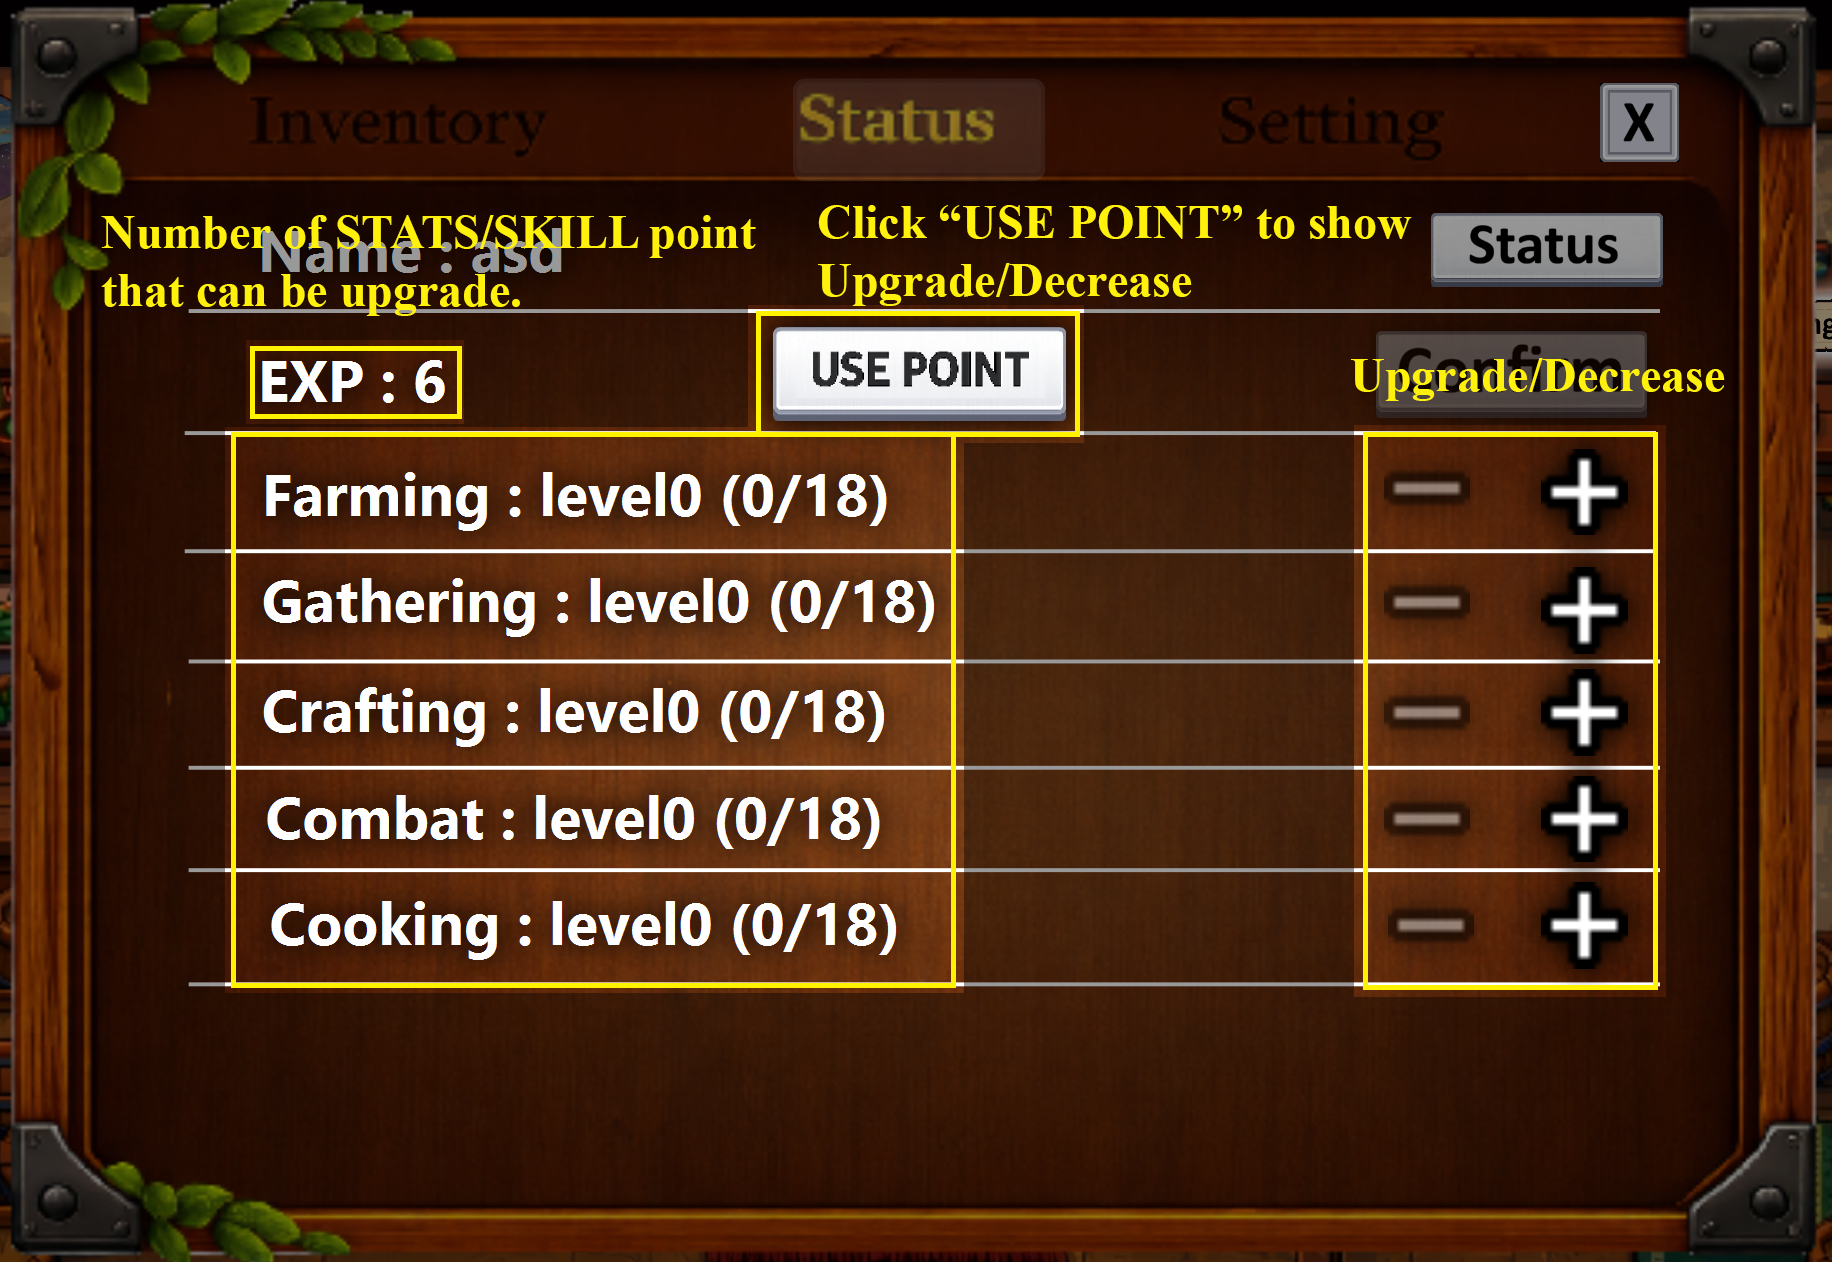 Inventory
Status
Setting
X
Number of STATS/SKILL point
that can be upgrade.
Name : asd
Click “USE POINT” to show
Upgrade/Decrease
Status
EXP : 6
USE POINT
Confirm
Upgrade/Decrease
Farming : level0 (0/18)
Gathering : level0 (0/18)
Crafting : level0 (0/18)
Combat : level0 (0/18)
Cooking : level0 (0/18)